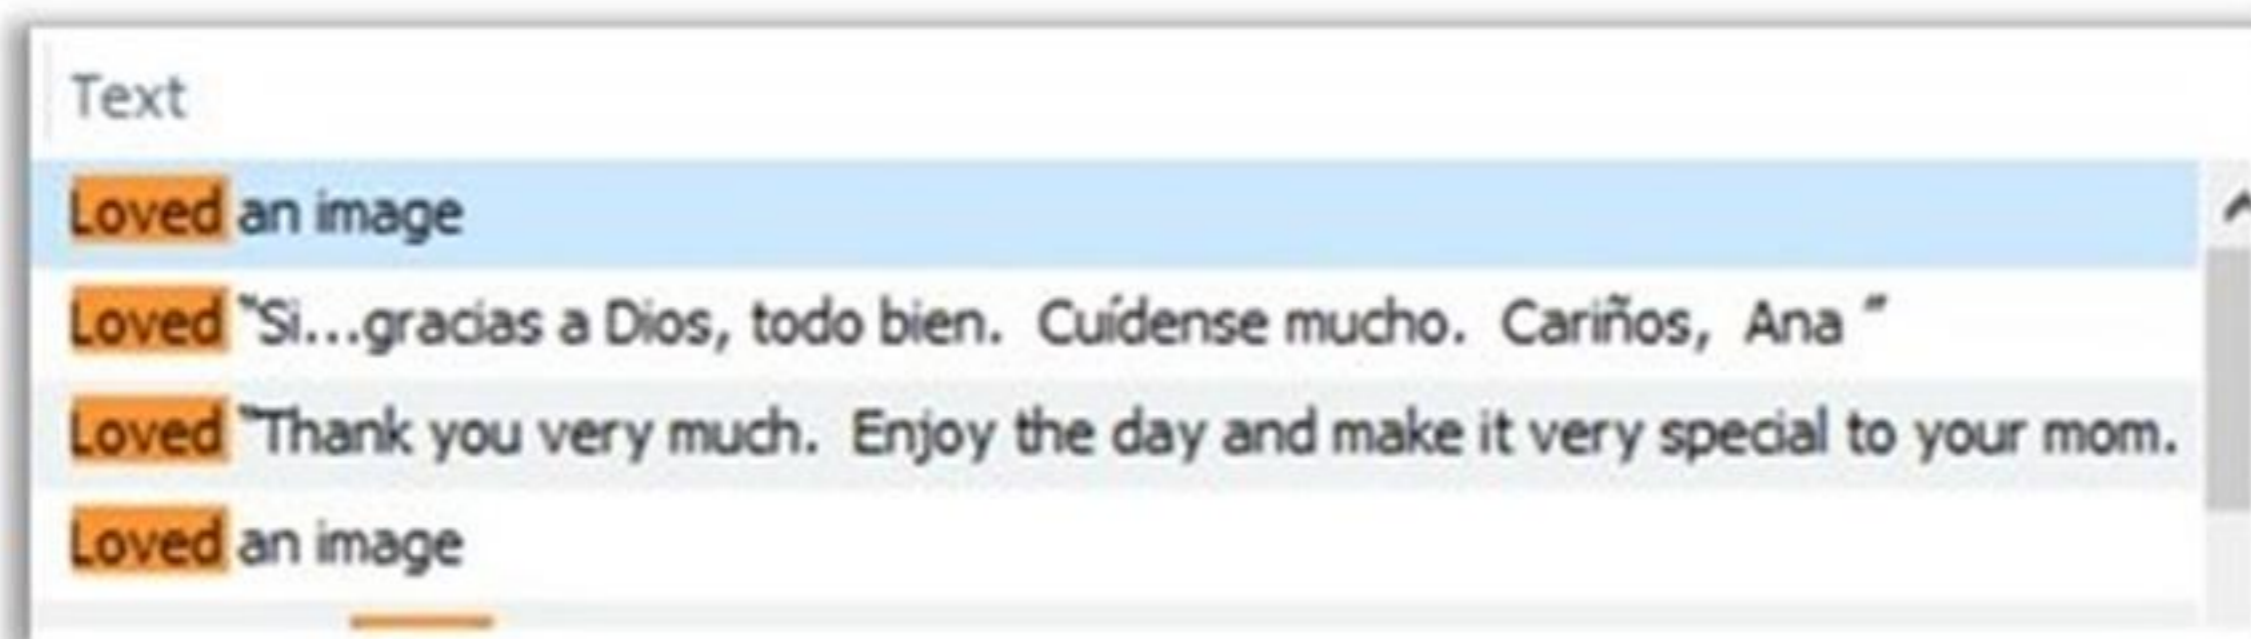 Text
Loved an image
Loved “Si...gracias a Dios, todo bien.  Cuídense mucho.  Cariños,  Ana ”
Loved “Thank you very much.  Enjoy the day and make it very special to your mom.
Loved an image